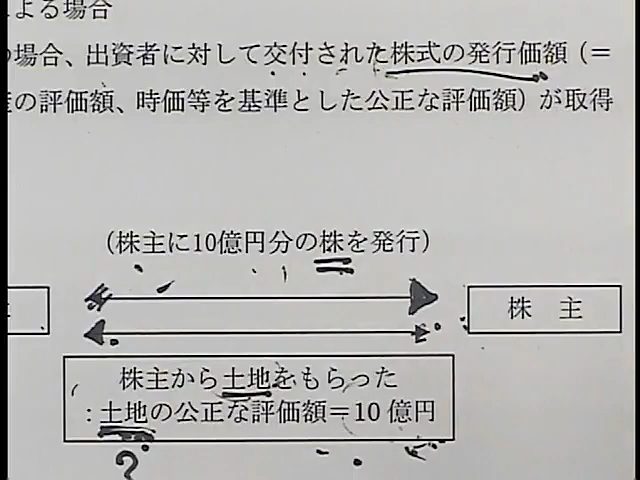 よる場合
場合、出資者に対して交付された株式の発行価額（＝
の評価額、時価等を基準とした公正な評価額）が取得
（株主に10億円分の株を発行）
株　主
株主から土地をもらった
：土地の公正な評価額＝10 億円
?